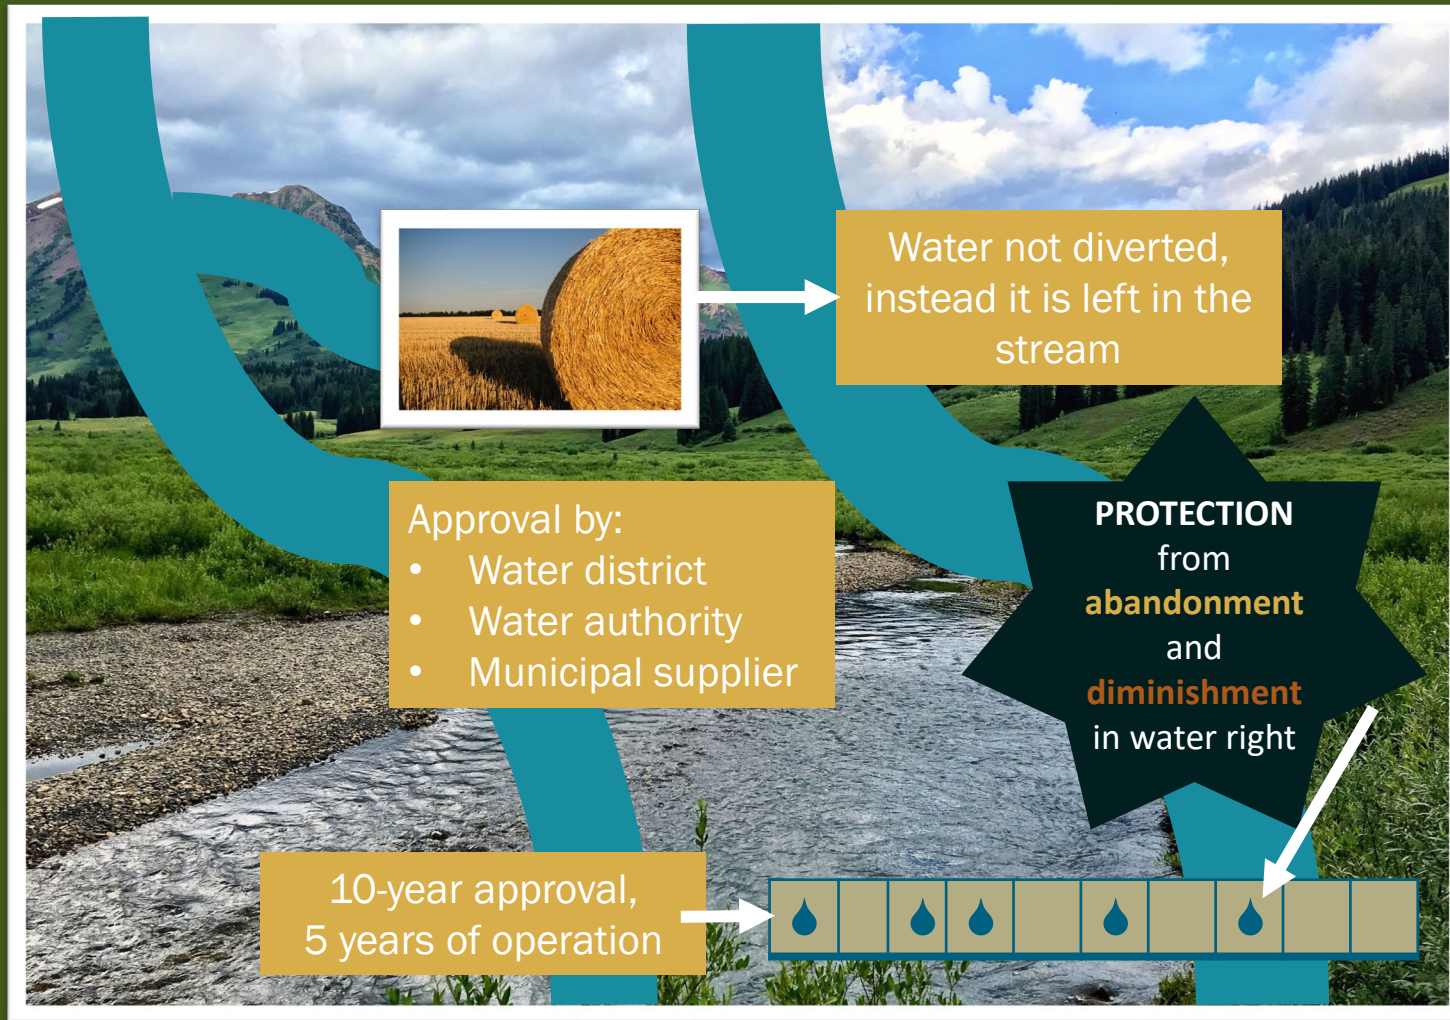 Water not diverted,
instead it is left in the
stream
Approval by:
• Water district
• Water authority
• Municipal supplier
PROTECTION
from
abandonment
and
diminishment
in water right
10-year approval,
5 years of operation